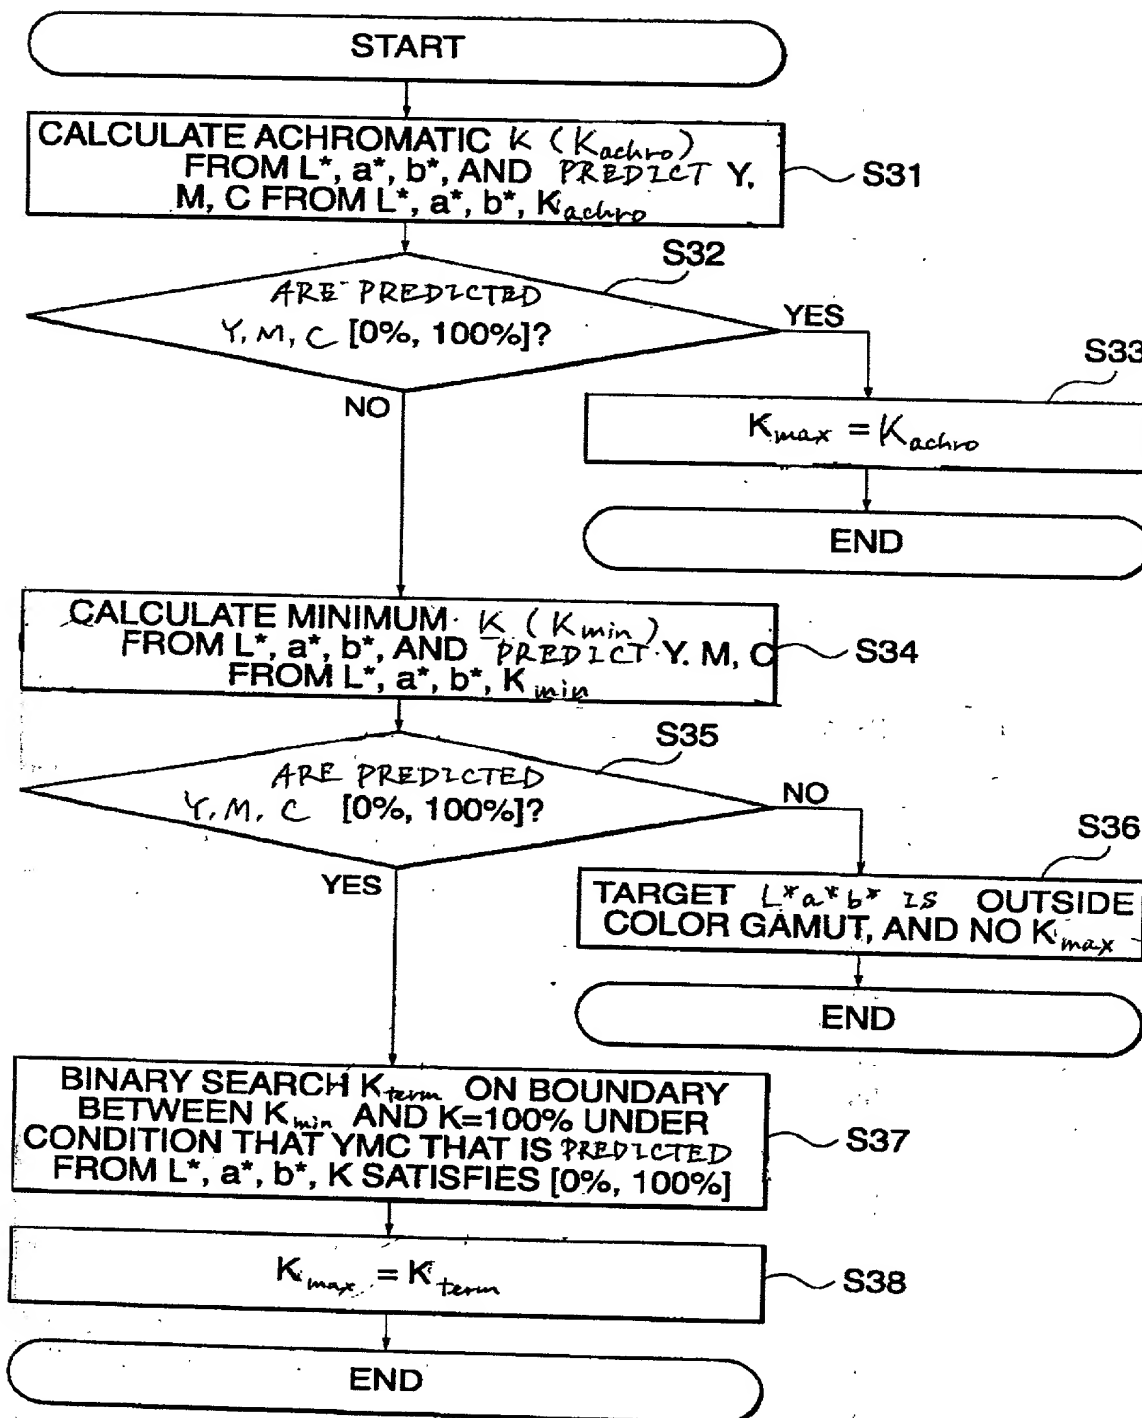 START
CALCULATE ACHROMATIC K (Kachro)
FROM L*, a*, b*, AND PREDICT Y,
M, C FROM L*, a*, b*, Kachro
S31
S32
ARE PREDICTED
Y, M, C [0%, 100%]?
YES
NO
S33
Kmax = Kachro
END
CALCULATE MINIMUM K (Kmin)
FROM L*, a*, b*, AND PREDICT Y. M, C
FROM L*, a*, b*, Kmin
S34
S35
ARE PREDICTED
Y, M, C [0%, 100%]?
NO
YES
S36
TARGET L*a*b* IS OUTSIDE
COLOR GAMUT, AND NO Kmax
END
BINARY SEARCH Kterm ON BOUNDARY
BETWEEN Kmin AND K=100% UNDER
CONDITION THAT YMC THAT IS PREDICTED
FROM L*, a*, b*, K SATISFIES [0%, 100%]
S37
Kmax = Kterm
S38
END